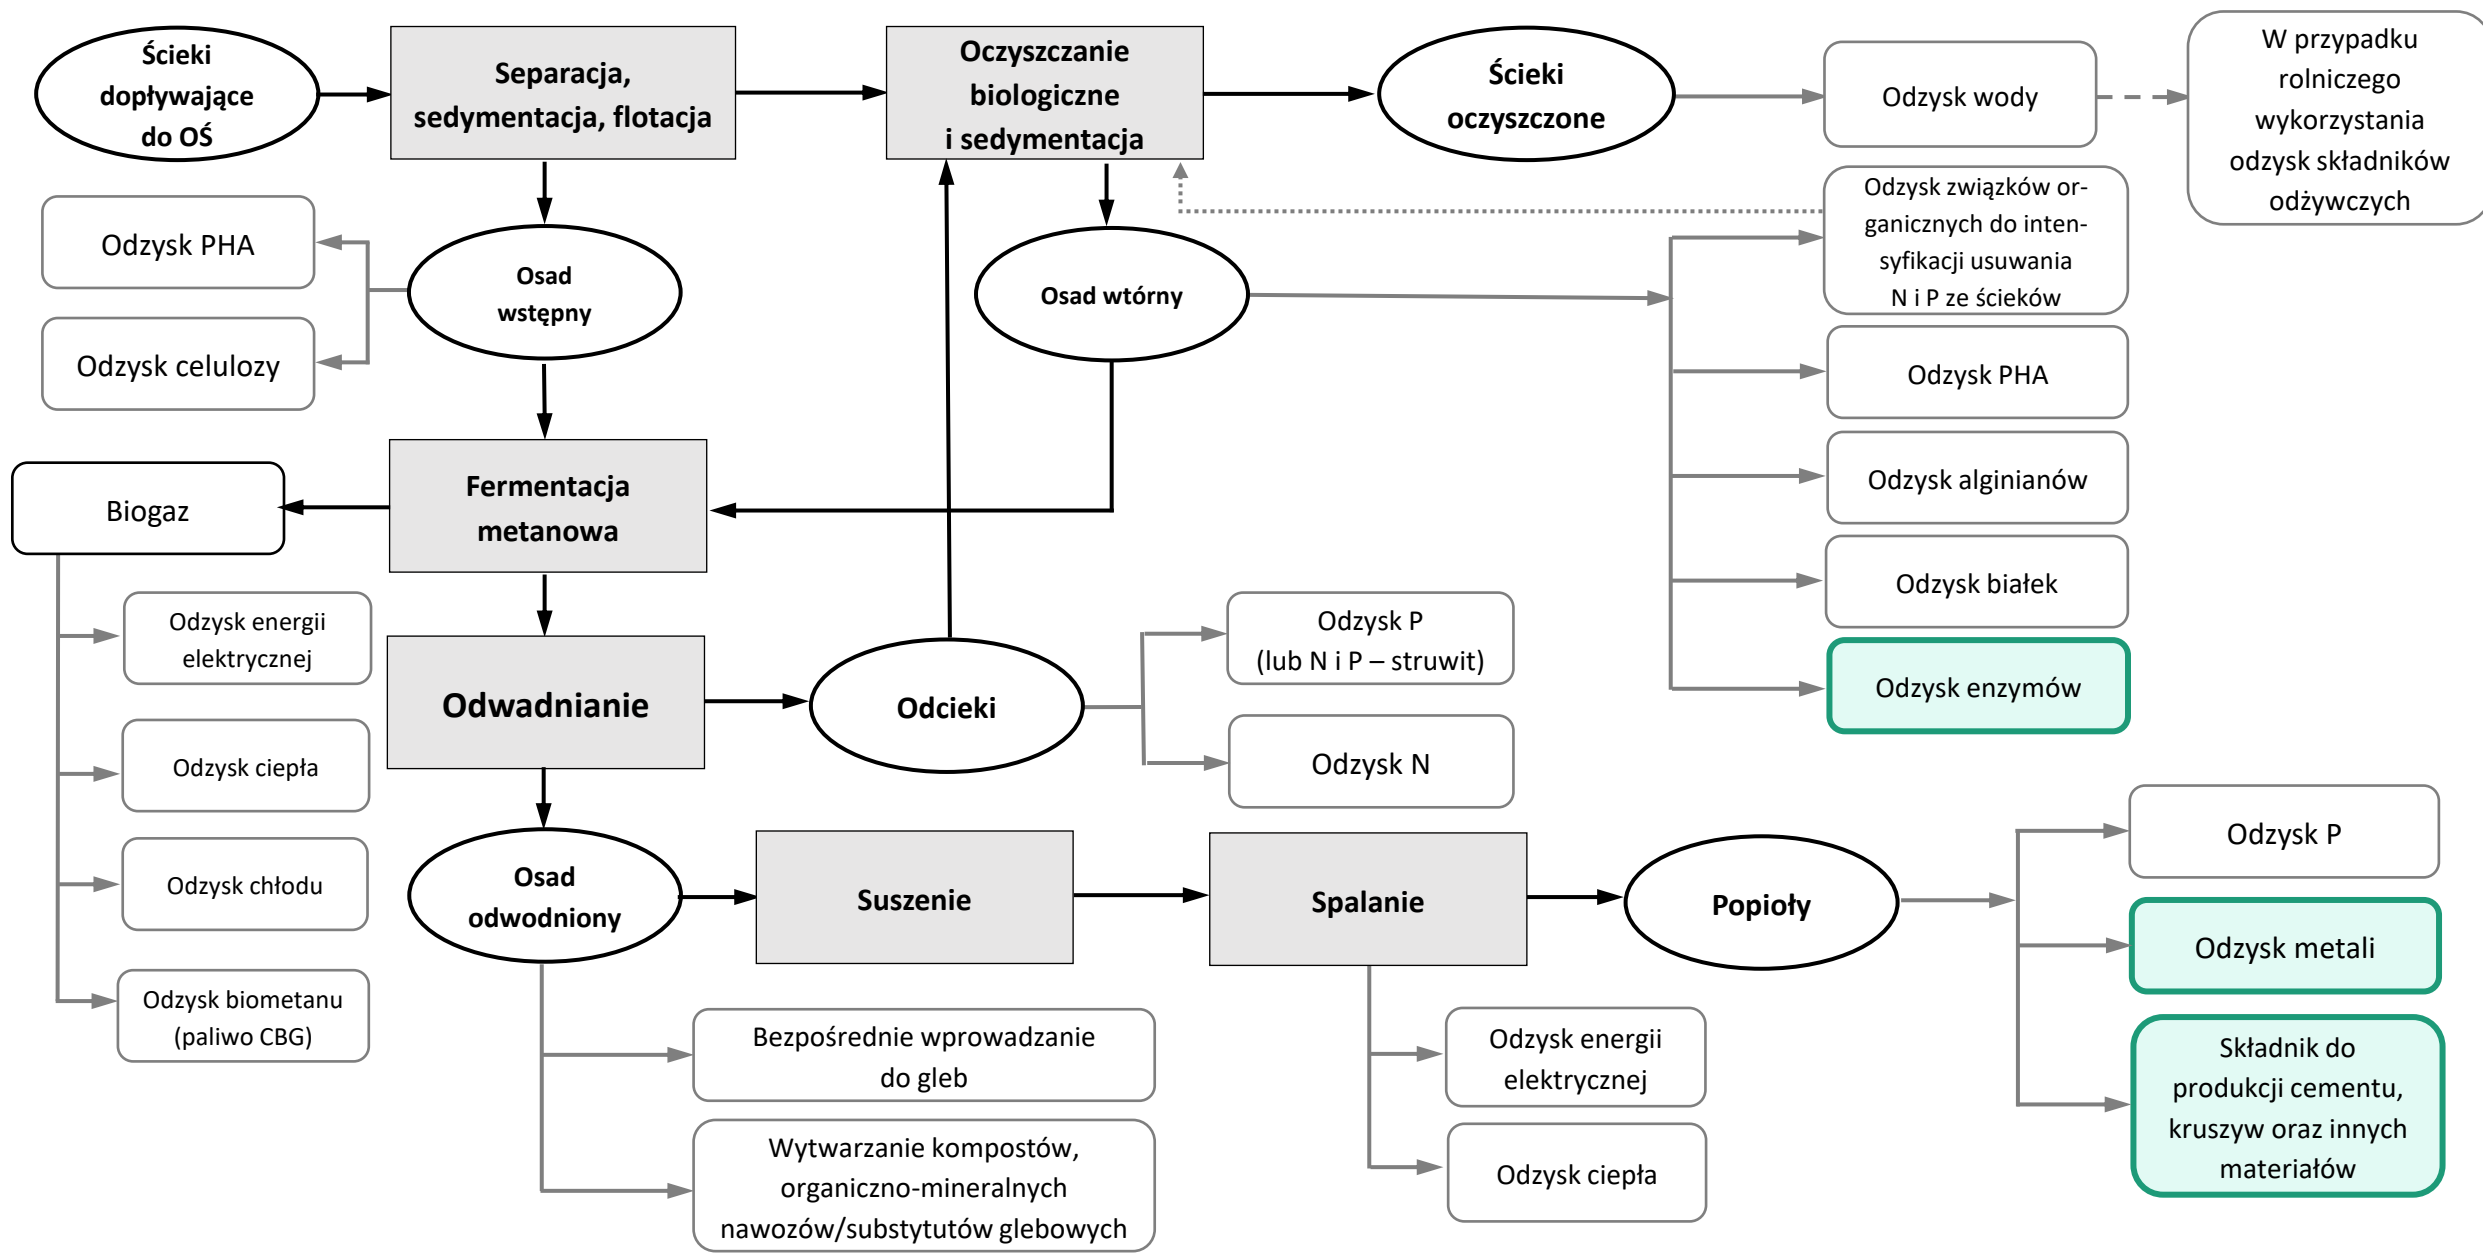 Ścieki
dopływające
do OŚ
Separacja,
sedymentacja, flotacja
Oczyszczanie
biologiczne
i sedymentacja
Ścieki
oczyszczone
Odzysk wody
W przypadku
rolniczego
wykorzystania
odzysk składników
odżywczych
Odzysk PHA
Odzysk celulozy
Osad
wstępny
Osad wtórny
Odzysk związków or-
ganicznych do inten-
syfikacji usuwania
N i P ze ścieków
Odzysk PHA
Odzysk alginianów
Odzysk białek
Odzysk enzymów
Biogaz
Fermentacja
metanowa
Odzysk energii
elektrycznej
Odzysk ciepła
Odzysk chłodu
Odzysk biometanu
(paliwo CBG)
Odwadnianie
Odcieki
Odzysk P
(lub N i P – struwit)
Odzysk N
Osad
odwodniony
Suszenie
Spalanie
Popioły
Odzysk P
Odzysk metali
Składnik do
produkcji cementu,
kruszyw oraz innych
materiałów
Bezpośrednie wprowadzanie
do gleb
Wytwarzanie kompostów,
organiczno-mineralnych
nawozów/substytutów glebowych
Odzysk energii
elektrycznej
Odzysk ciepła